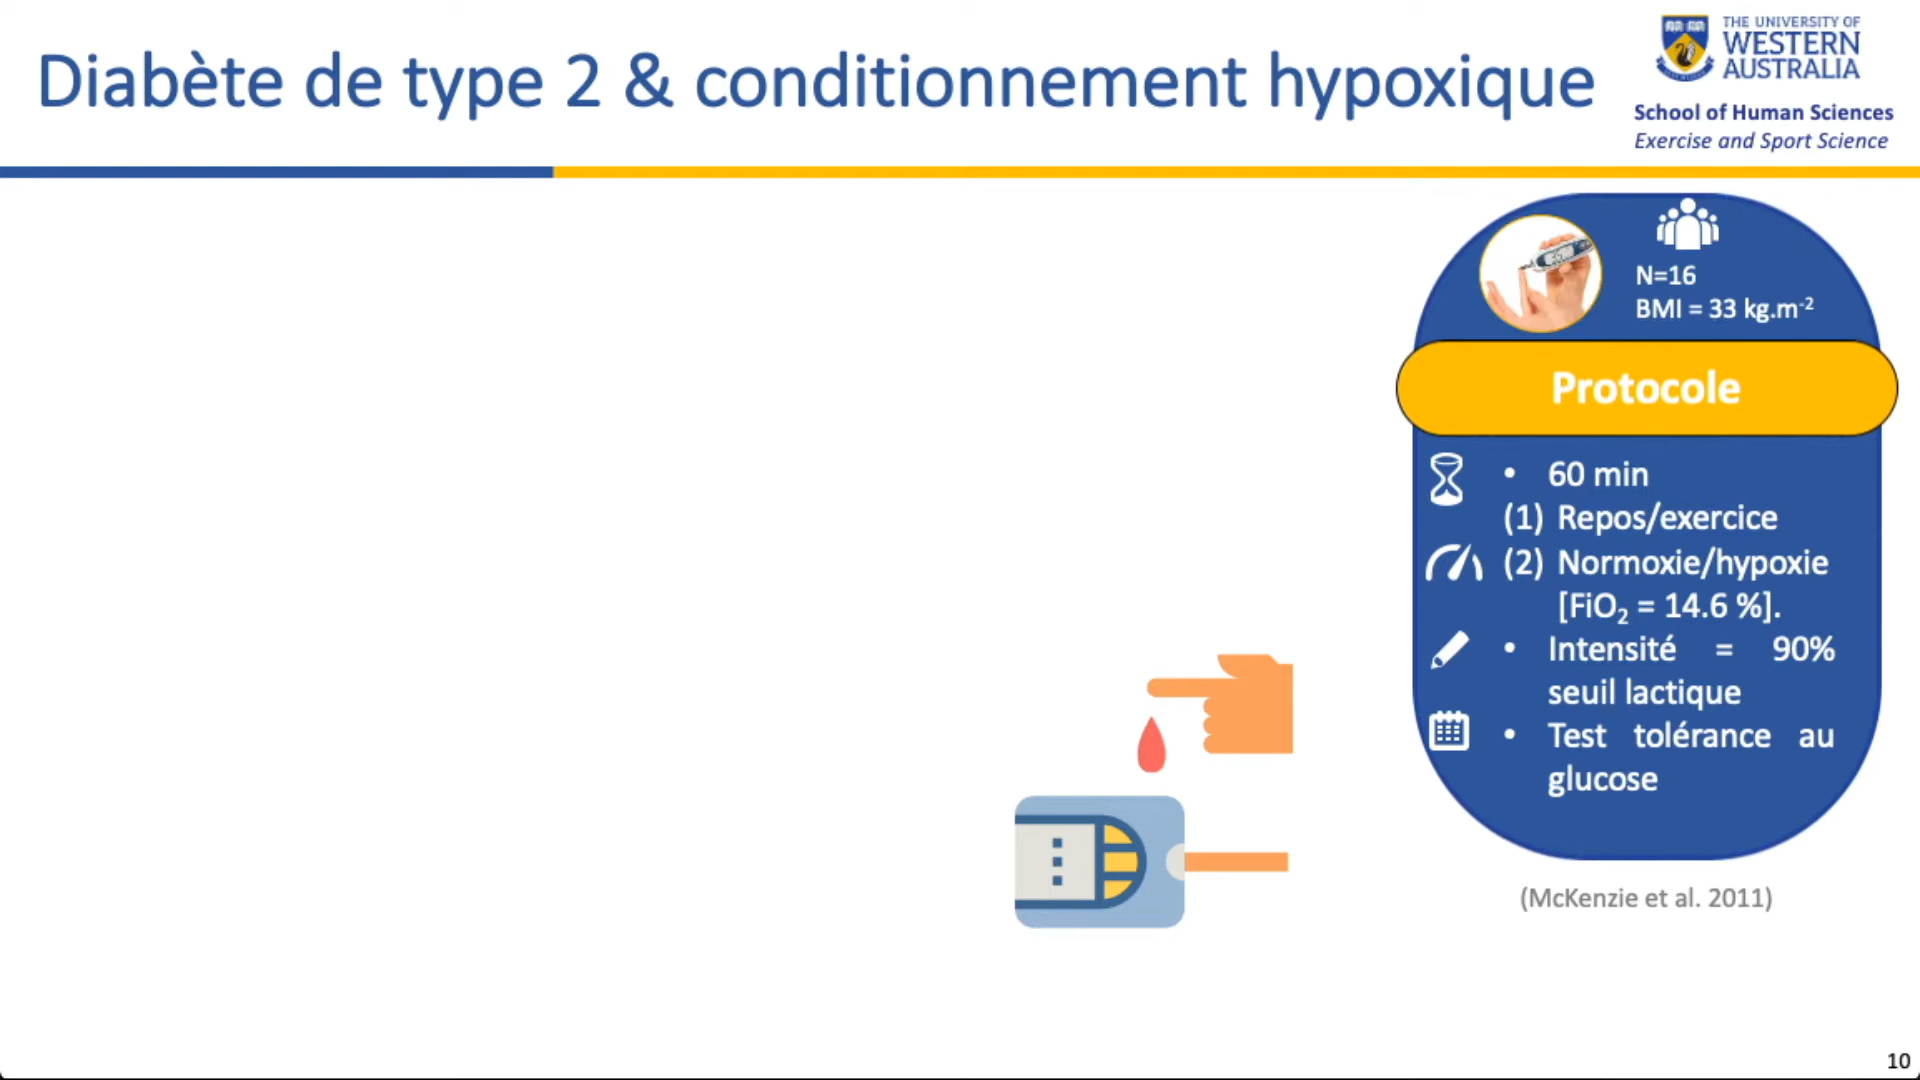 Diabète de type 2 & conditionnement hypoxique
THE UNIVERSITY OF
WESTERN
AUSTRALIA
School of Human Sciences
Exercise and Sport Science
N=16
BMI = 33 kg.m⁻²
Protocole
• 60 min
(1) Repos/exercice
(2) Normoxie/hypoxie
[FiO₂ = 14.6 %].
• Intensité = 90%
seuil lactique
• Test tolérance au
glucose
(McKenzie et al. 2011)
10